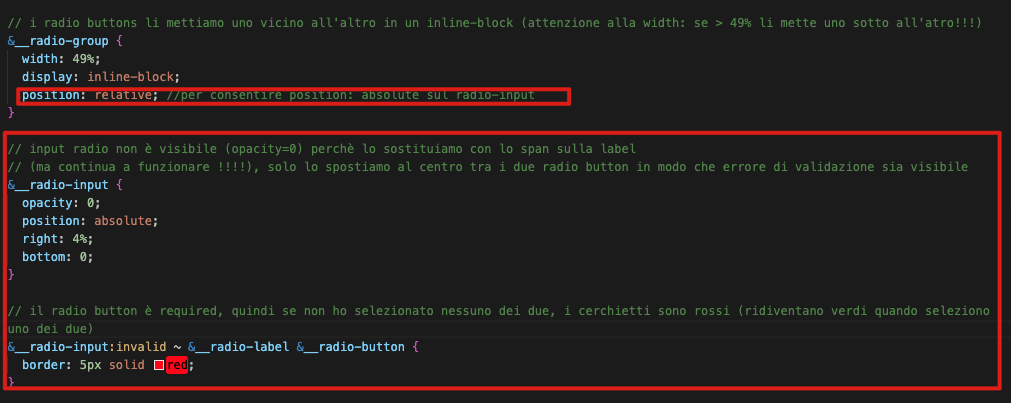 // i radio buttons li mettiamo uno vicino all'altro in un inline-block (attenzione alla width: se > 49% li mette uno sotto all'atro!!!)
&__radio-group {
width: 49%;
display: inline-block;
position: relative; //per consentire position: absolute sul radio-input
}
// input radio non è visibile (opacity=0) perchè lo sostituiamo con lo span sulla label
// (ma continua a funzionare !!!!), solo lo spostiamo al centro tra i due radio button in modo che errore di validazione sia visibile
&__radio-input {
opacity: 0;
position: absolute;
right: 4%;
bottom: 0;
}
// il radio button è required, quindi se non ho selezionato nessuno dei due, i cerchietti sono rossi (ridiventano verdi quando seleziono
uno dei due)
&__radio-input:invalid ~ &__radio-label &__radio-button {
border: 5px solid red;
}